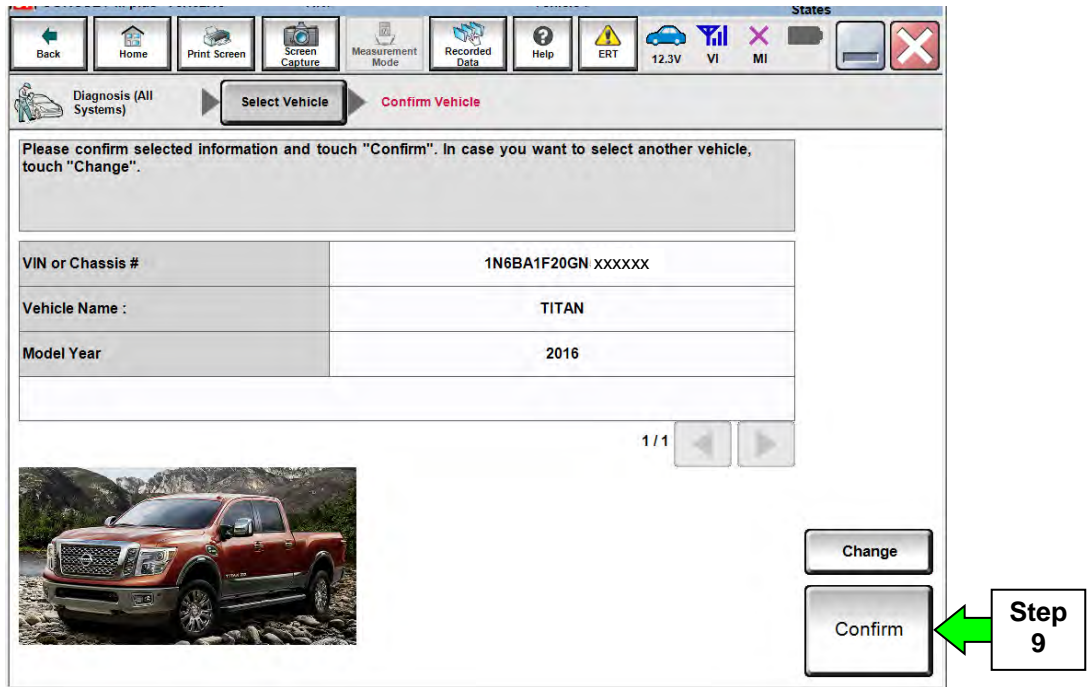 States
Back
Home
Print Screen
Screen
Capture
Measurement
Mode
Recorded
Data
Help
ERT
12.3V
VI
MI
Diagnosis (All
Systems)
Select Vehicle
Confirm Vehicle
Please confirm selected information and touch "Confirm". In case you want to select another vehicle,
touch "Change".
VIN or Chassis #
1N6BA1F20GN XXXXXX
Vehicle Name :
TITAN
Model Year
2016
1/1
Change
Confirm
Step
9